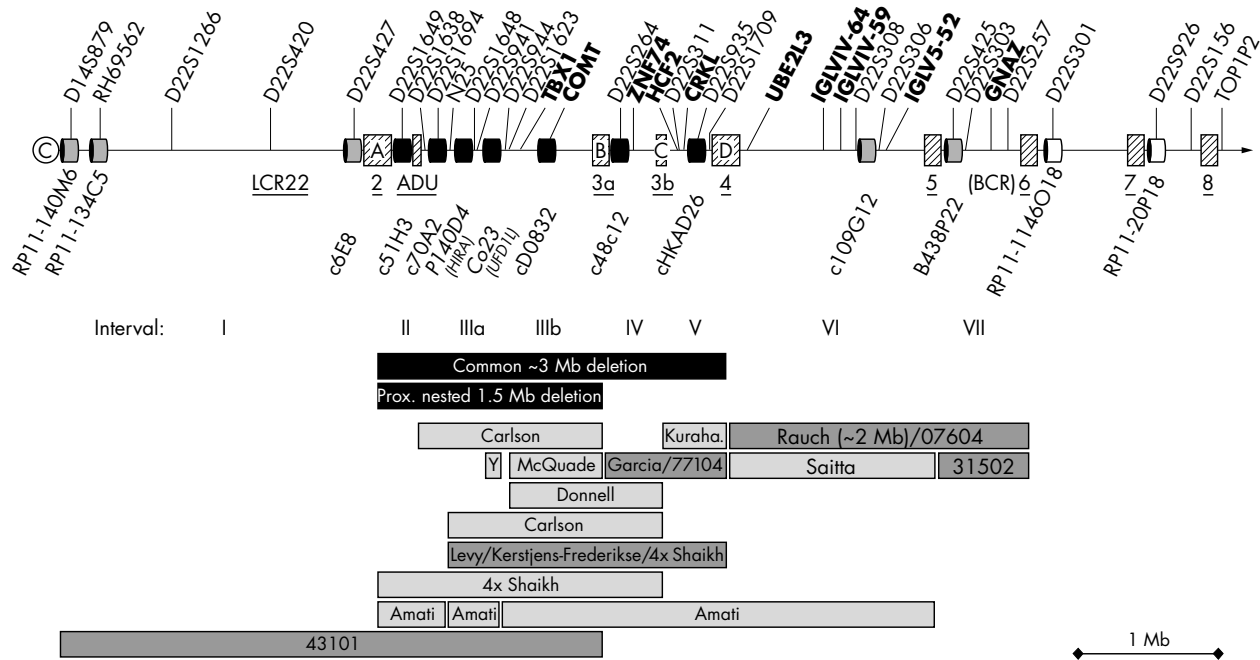 D14S879
RH69562
D22S1266
D22S420
D22S427
D22S1649
D22S1638
D22S1694
N25
D22S1648
D22S941
D22S944
D22S1623
TBX1
COMT
D22S264
ZNF74
HCF2
D22S311
CRKL
D22S935
D22S1709
UBE2L3
IGLVIV-64
IGLVIV-59
D22S308
D22S306
IGLV5-52
D22S425
D22S303
GNAZ
D22S257
D22S301
D22S926
D22S156
TOP1P2
C A B C D
LCR22 2 ADU 3a 3b 4 5 (BCR) 6 7 8
RP11-140M6
RP11-134C5
c6E8
c51H3
c70A2
P140D4
(HIRA)
Co23
(UFD1L)
cD0832
c48c12
cHKAD26
c109G12
B438P22
RP11-1146O18
RP11-20P18
Interval: I II IIIa IIIb IV V VI VII
Common ~3 Mb deletion
Prox. nested 1.5 Mb deletion
Carlson Kuraha. Rauch (~2 Mb)/07604
Y McQuade Garcia/77104 Saitta 31502
Donnell
Carlson
Levy/Kerstjens-Frederikse/4x Shaikh
4x Shaikh
Amati Amati Amati
43101
1 Mb